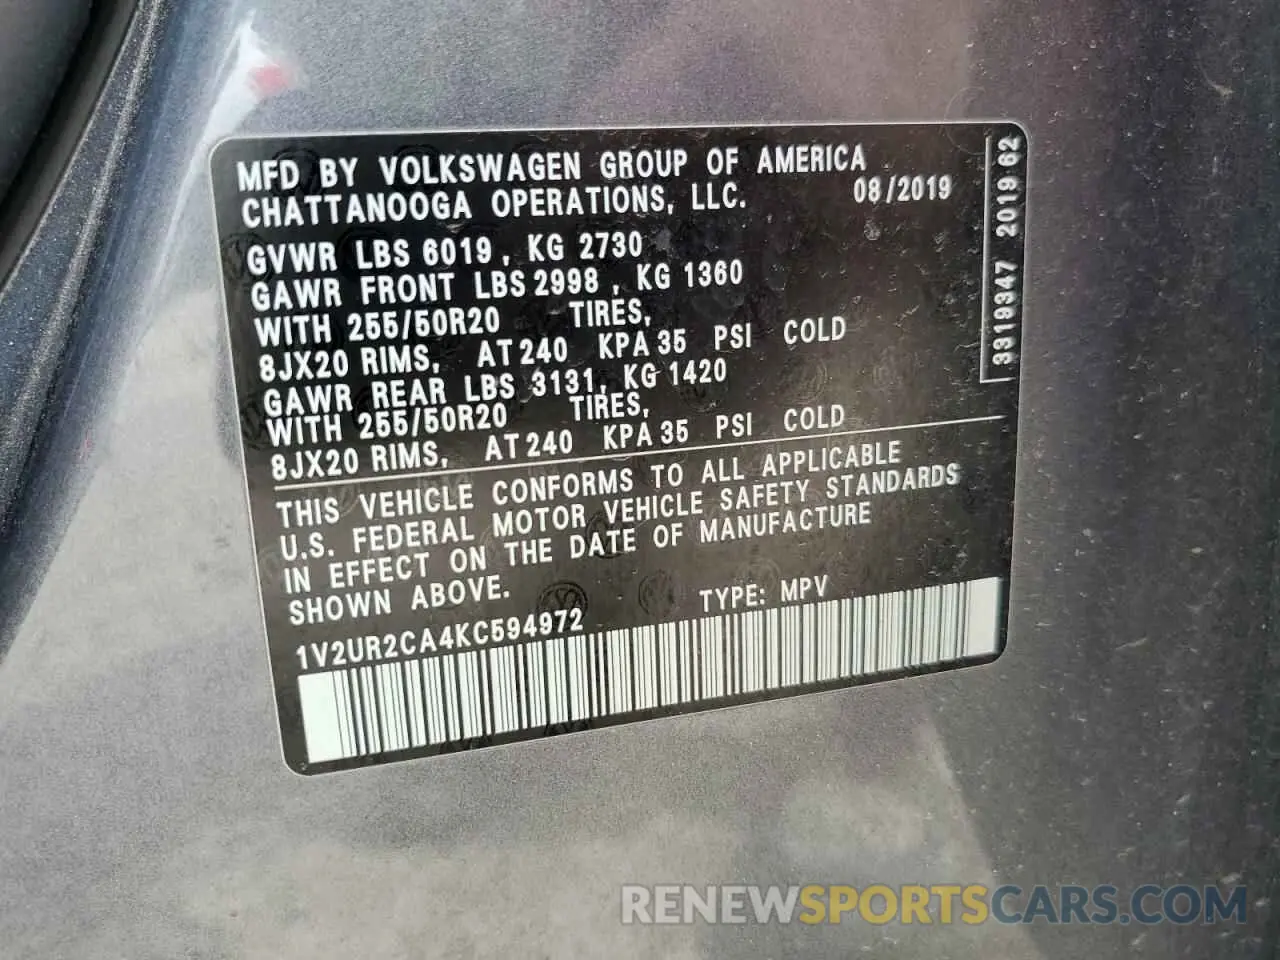 MFD BY VOLKSWAGEN GROUP OF AMERICA
CHATTANOOGA OPERATIONS, LLC. 08/2019
GVWR LBS 6019, KG 2730
GAWR FRONT LBS 2998, KG 1360
WITH 255/50R20 TIRES,
8JX20 RIMS, AT 240 KPA 35 PSI COLD
GAWR REAR LBS 3131, KG 1420
WITH 255/50R20 TIRES,
8JX20 RIMS, AT 240 KPA 35 PSI COLD
THIS VEHICLE CONFORMS TO ALL APPLICABLE
U.S. FEDERAL MOTOR VEHICLE SAFETY STANDARDS
IN EFFECT ON THE DATE OF MANUFACTURE
SHOWN ABOVE.
1V2UR2CA4KC594972 TYPE: MPV
3319347 2019 62
RENEWSPORTSCARS.COM